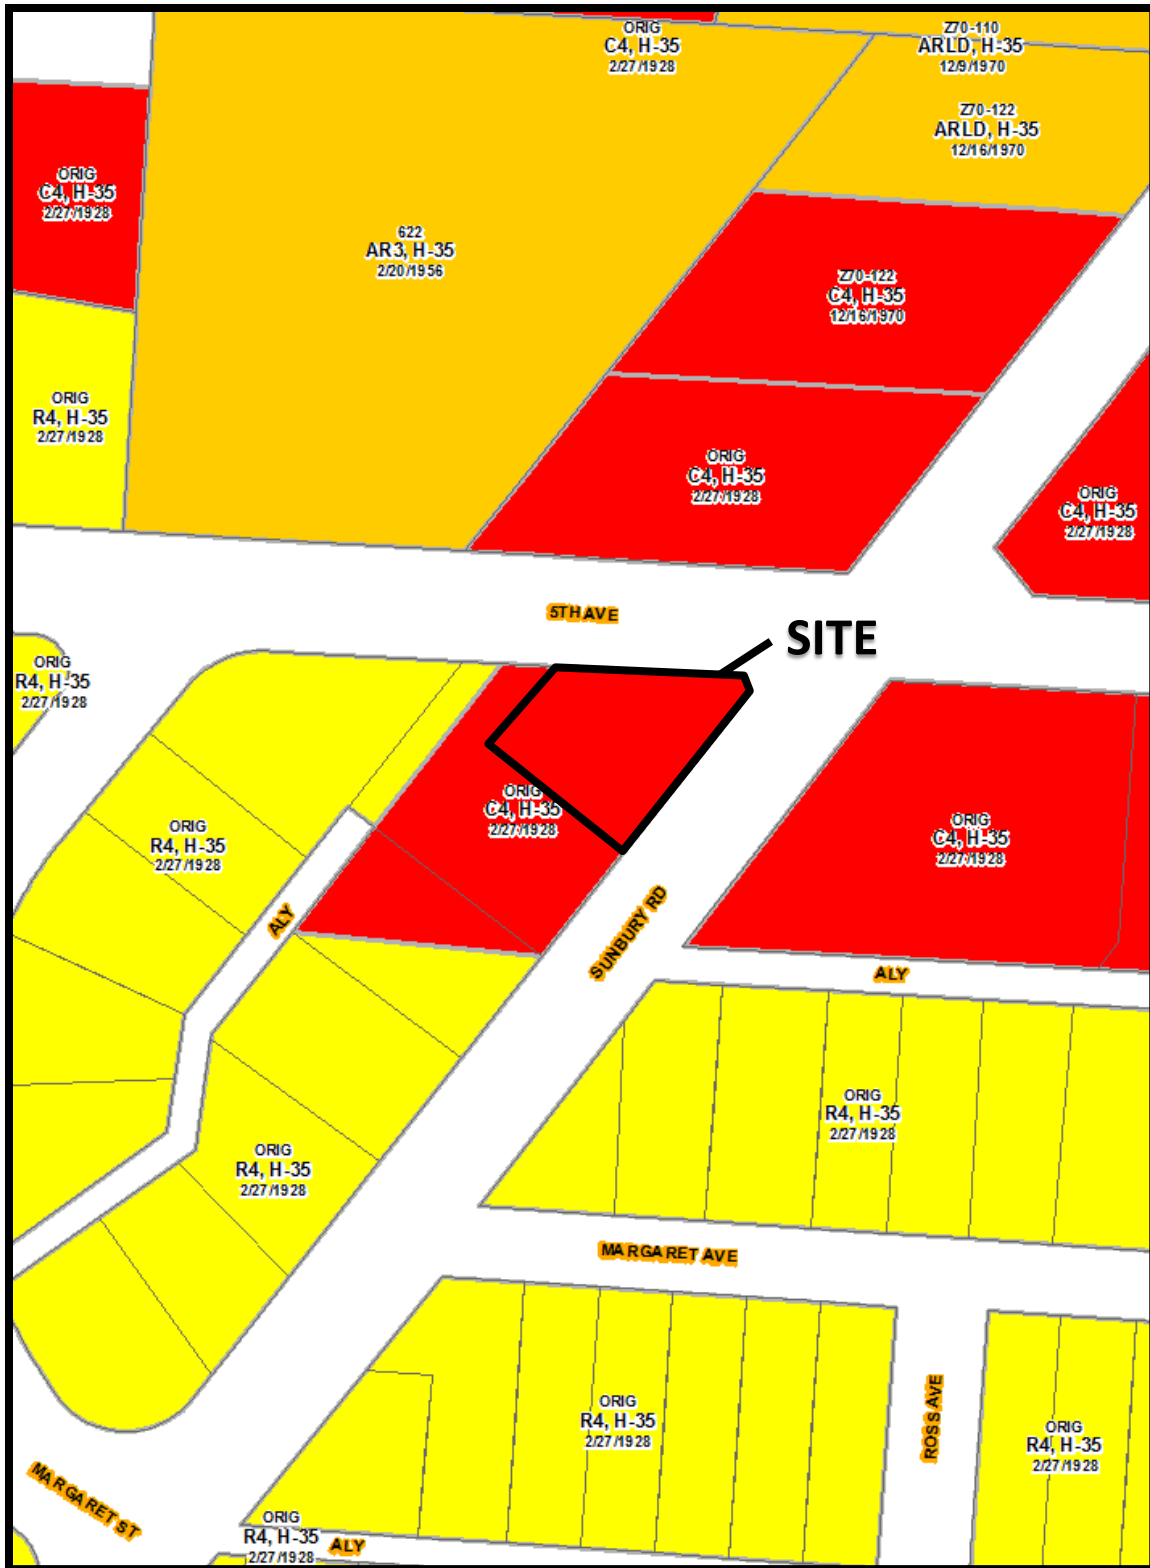 ORIG
C4, H-35
2/27/1928
Z70-110
ARLD, H-35
12/9/1970
Z70-122
ARLD, H-35
12/16/1970
ORIG
C4, H-35
2/27/1928
622
AR3, H-35
2/20/1956
Z70-122
C4, H-35
12/16/1970
ORIG
R4, H-35
2/27/1928
ORIG
C4, H-35
2/27/1928
ORIG
C4, H-35
2/27/1928
5TH AVE
SITE
ORIG
R4, H-35
2/27/1928
ORIG
C4, H-35
2/27/1928
ORIG
R4, H-35
2/27/1928
ORIG
C4, H-35
2/27/1928
ALY
SUNBURY RD
ALY
ORIG
R4, H-35
2/27/1928
ORIG
R4, H-35
2/27/1928
MARGARET AVE
ORIG
R4, H-35
2/27/1928
ROSS AVE
ORIG
R4, H-35
2/27/1928
MARGARET ST
ORIG
R4, H-35
2/27/1928
ALY